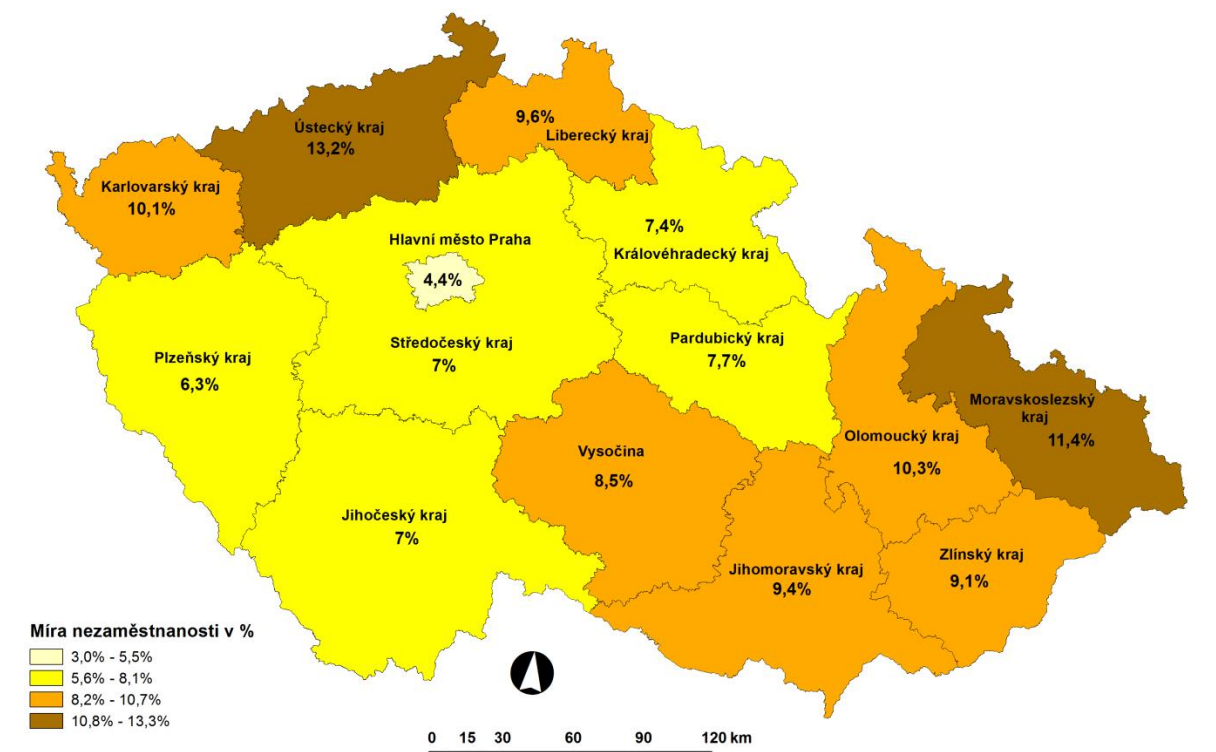 Ústecký kraj
13,2%
9,6%
Liberecký kraj
Karlovarský kraj
10,1%
7,4%
Královéhradecký kraj
Hlavní město Praha
4,4%
Středočeský kraj
7%
Pardubický kraj
7,7%
Plzeňský kraj
6,3%
Moravskoslezský
kraj
11,4%
Olomoucký kraj
10,3%
Vysočina
8,5%
Jihočeský kraj
7%
Zlínský kraj
9,1%
Jihomoravský kraj
9,4%
Míra nezaměstnanosti v %
3,0% - 5,5%
5,6% - 8,1%
8,2% - 10,7%
10,8% - 13,3%
0 15 30 60 90 120 km